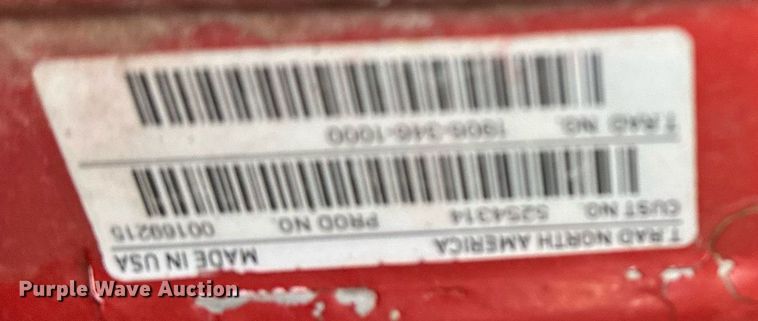 T.RAD NORTH AMERICA MADE IN USA
CUST NO. 5254314 PROD NO. 00169215
T.RAD NO. 1906-346-1000
Purple Wave Auction